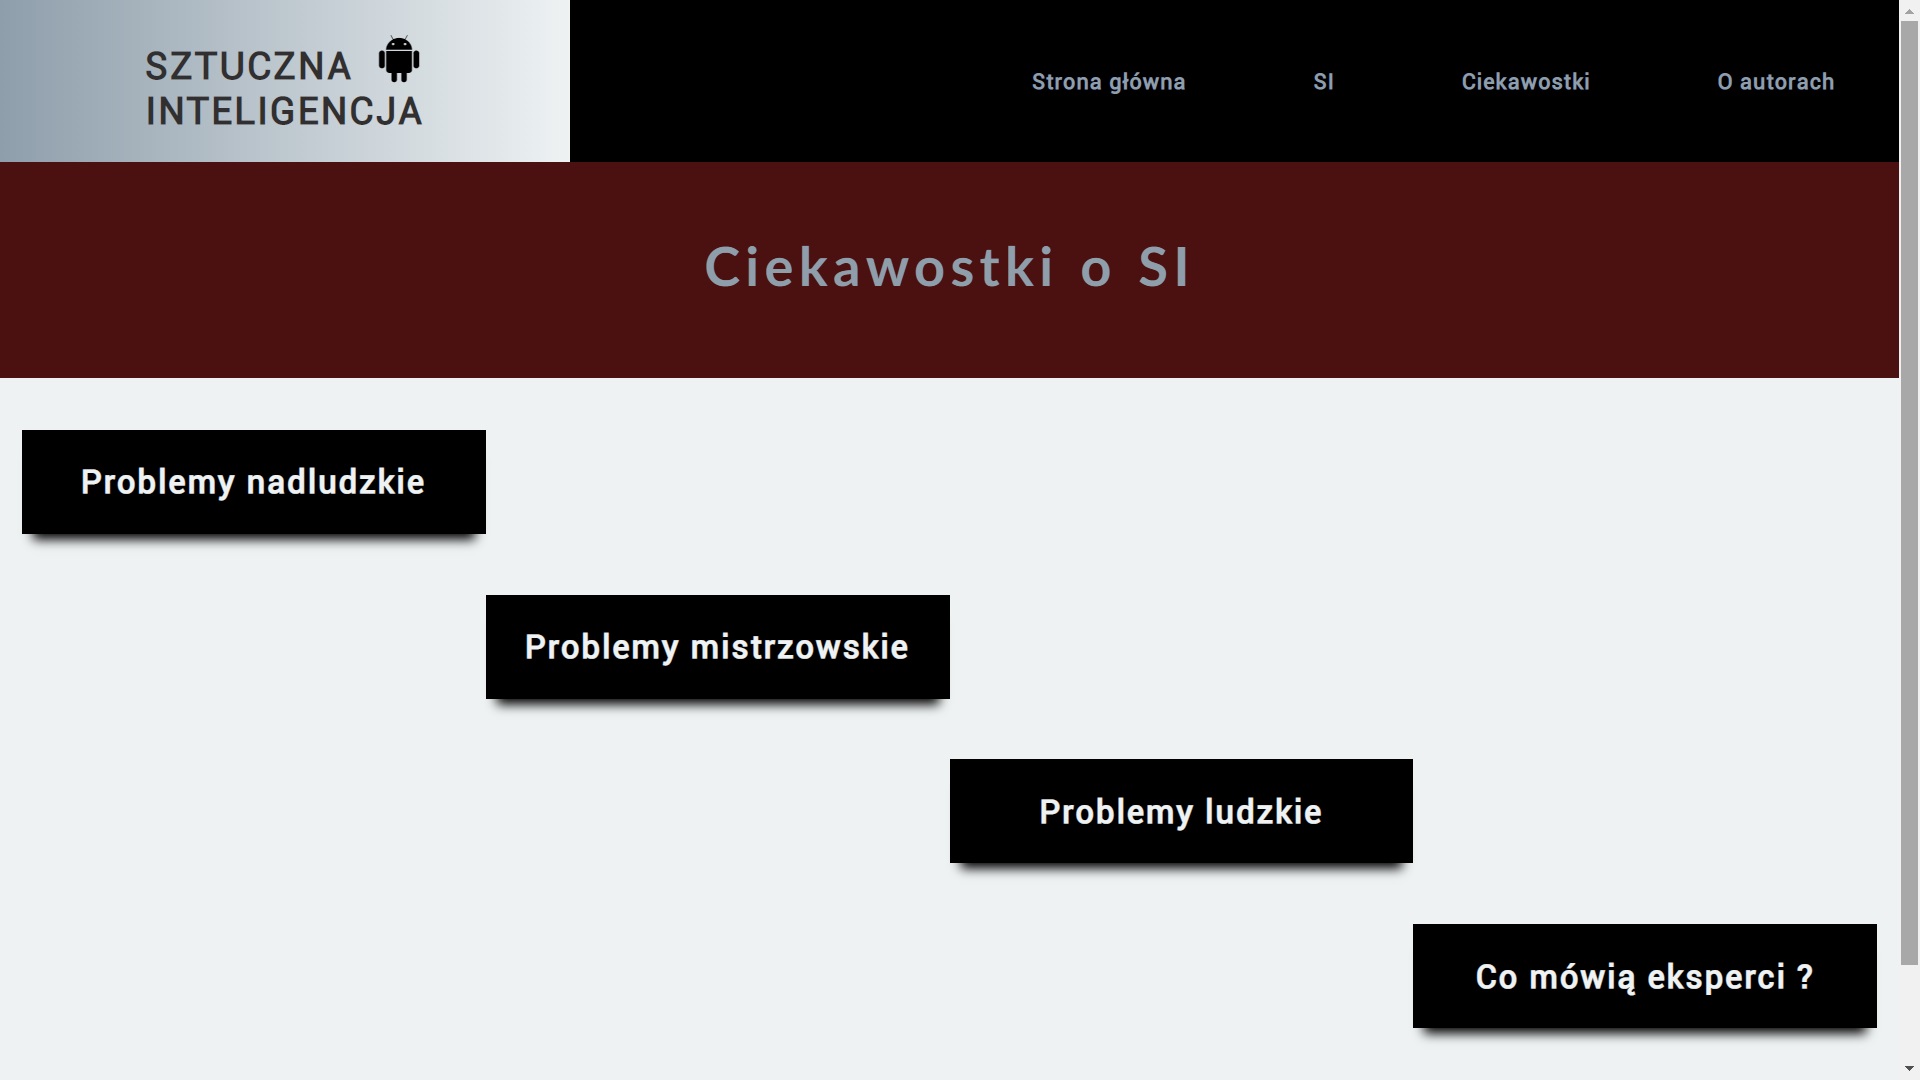 SZTUCZNA
INTELIGENCJA
Strona główna
SI
Ciekawostki
O autorach
Ciekawostki o SI
Problemy nadludzkie
Problemy mistrzowskie
Problemy ludzkie
Co mówią eksperci ?